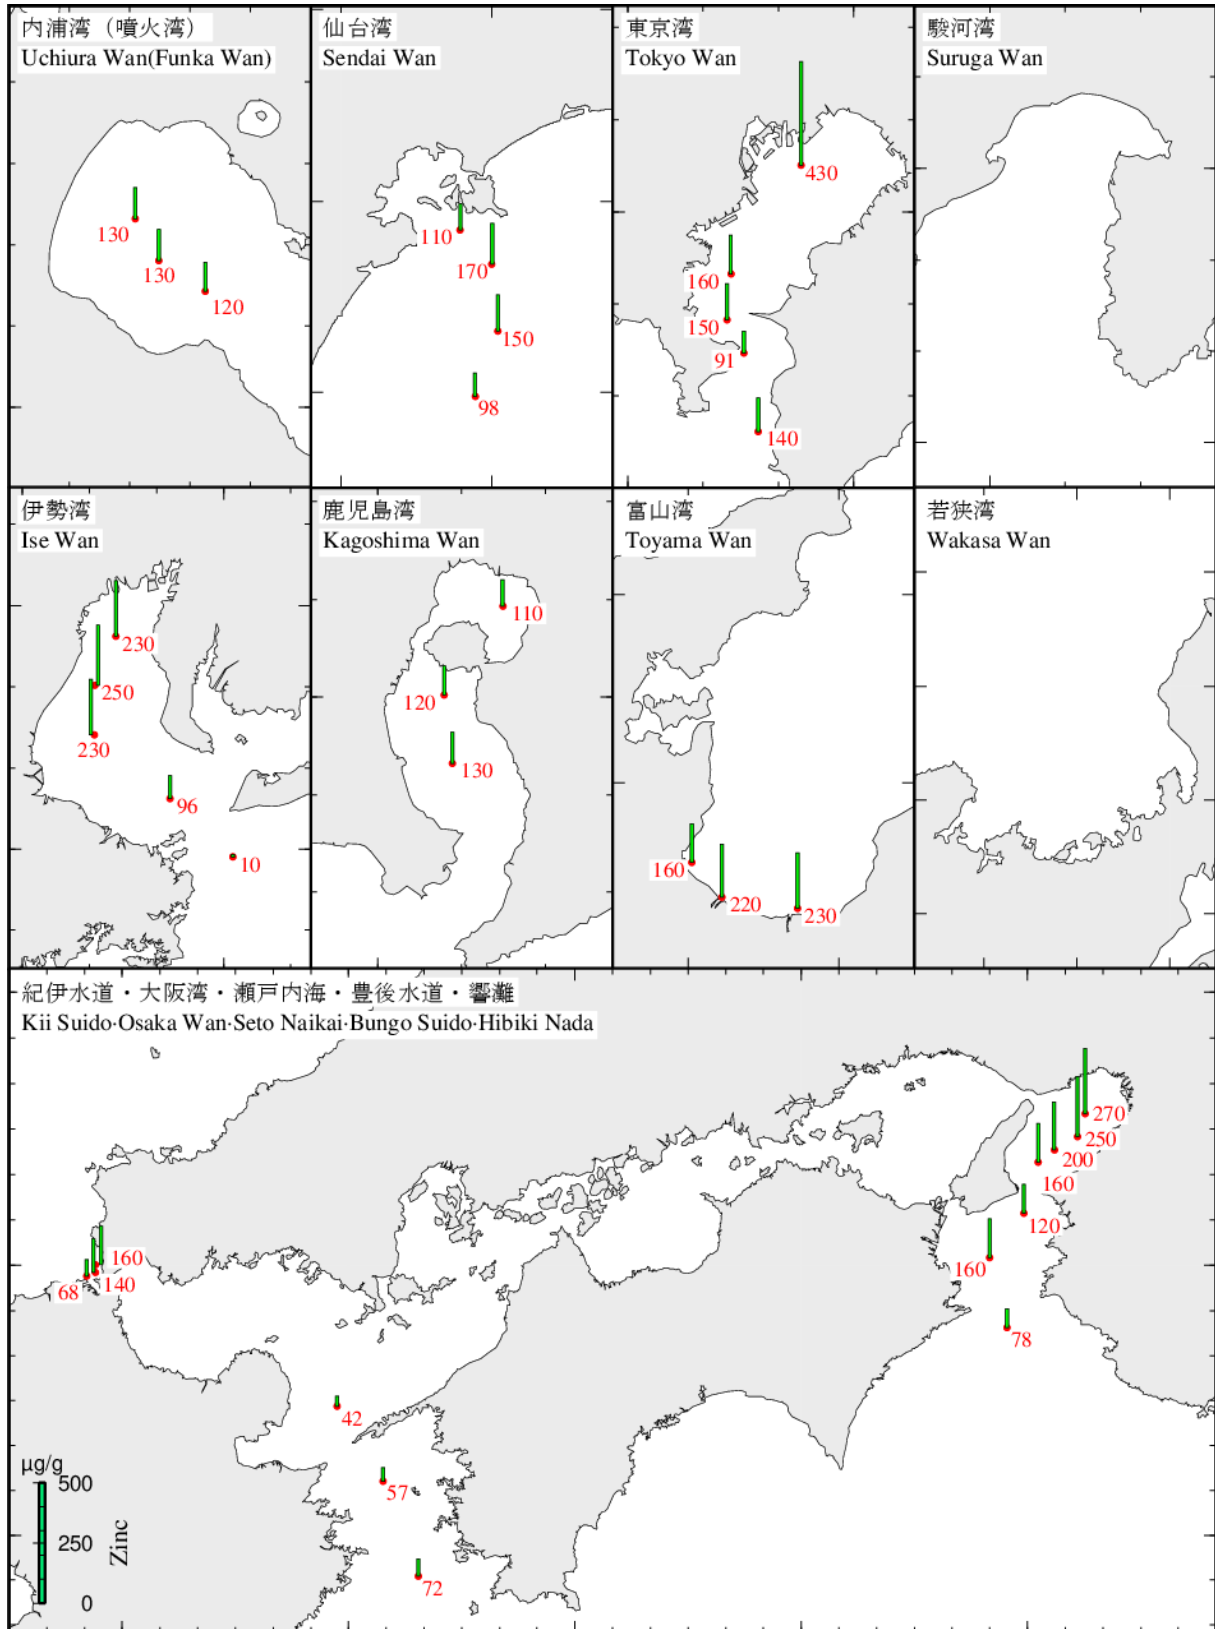 内浦湾（噴火湾）
Uchiura Wan(Funka Wan)
130
130
120
仙台湾
Sendai Wan
110
170
150
98
東京湾
Tokyo Wan
430
160
150
91
140
駿河湾
Suruga Wan
伊勢湾
Ise Wan
230
250
230
96
10
鹿児島湾
Kagoshima Wan
110
120
130
富山湾
Toyama Wan
160
220
230
若狭湾
Wakasa Wan
紀伊水道・大阪湾・瀬戸内海・豊後水道・響灘
Kii Suido·Osaka Wan·Seto Naikai·Bungo Suido·Hibiki Nada
270
250
200
160
120
160
78
160
140
68
42
57
72
μg/g
500
250
0
Zinc